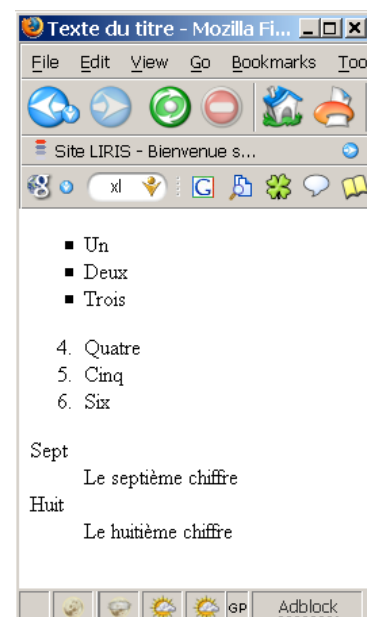 Texte du titre - Mozilla Fi...
File Edit View Go Bookmarks Too
Site LIRIS - Bienvenue s...
xl G
■ Un
■ Deux
■ Trois
4. Quatre
5. Cinq
6. Six
Sept
Le septième chiffre
Huit
Le huitième chiffre
GP Adblock